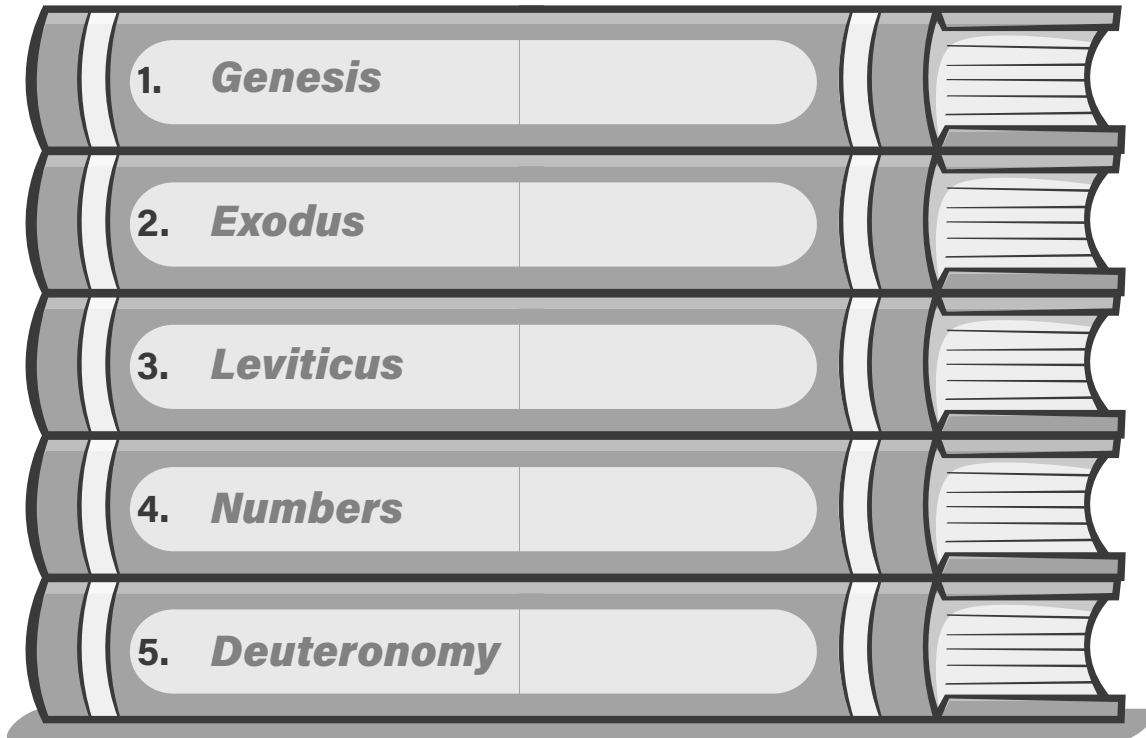 1. Genesis
2. Exodus
3. Leviticus
4. Numbers
5. Deuteronomy